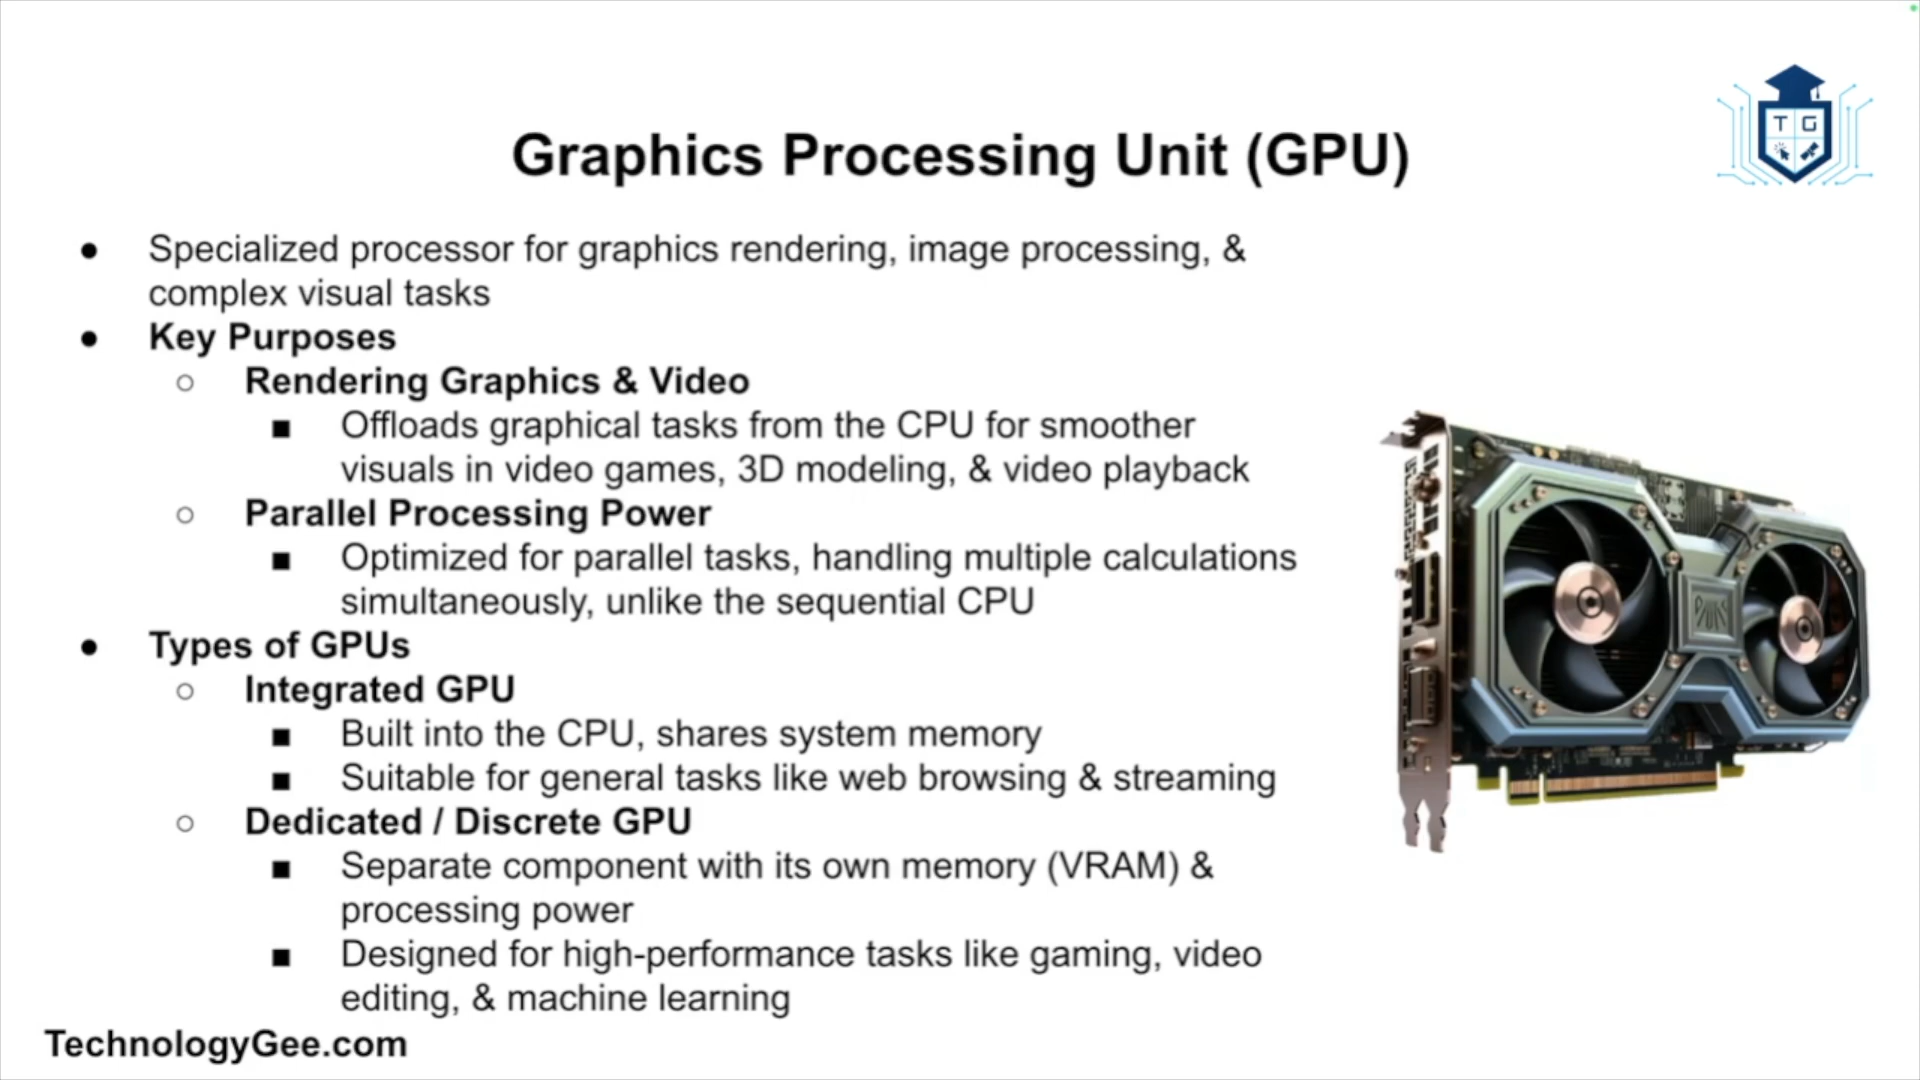 T G
Graphics Processing Unit (GPU)
● Specialized processor for graphics rendering, image processing, &
complex visual tasks
● Key Purposes
○ Rendering Graphics & Video
■ Offloads graphical tasks from the CPU for smoother
visuals in video games, 3D modeling, & video playback
○ Parallel Processing Power
■ Optimized for parallel tasks, handling multiple calculations
simultaneously, unlike the sequential CPU
● Types of GPUs
○ Integrated GPU
■ Built into the CPU, shares system memory
■ Suitable for general tasks like web browsing & streaming
○ Dedicated / Discrete GPU
■ Separate component with its own memory (VRAM) &
processing power
■ Designed for high-performance tasks like gaming, video
editing, & machine learning
TechnologyGee.com